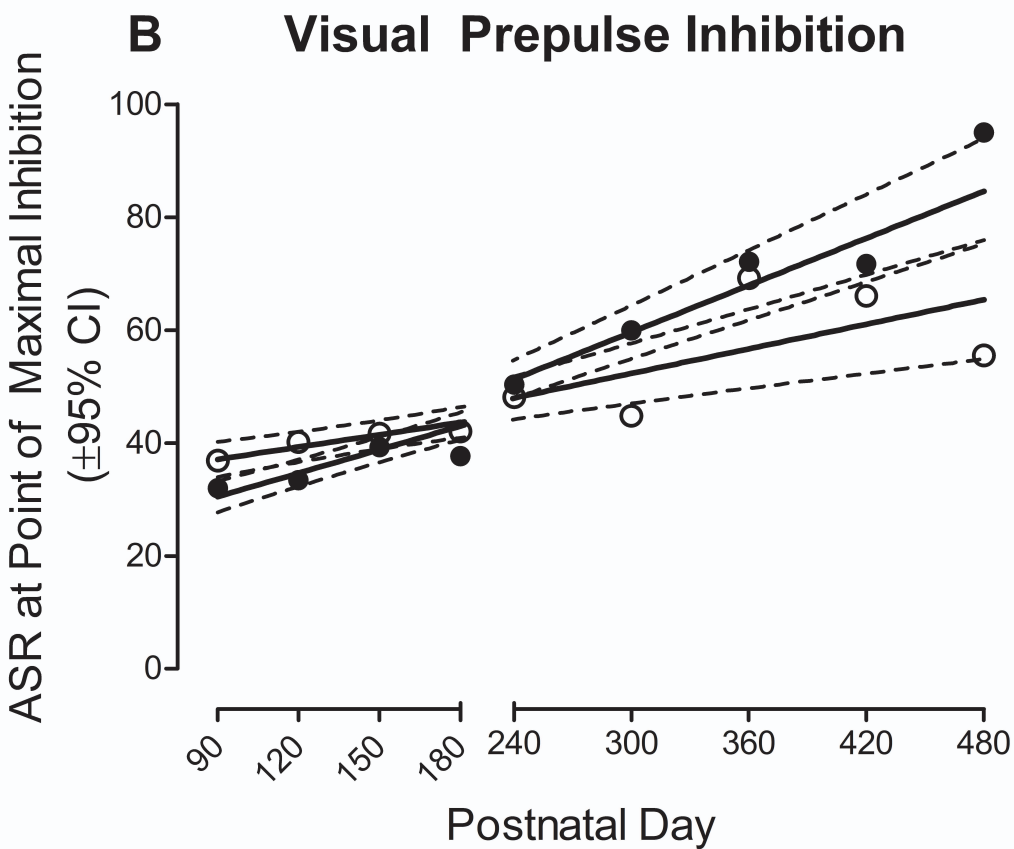 B Visual Prepulse Inhibition
ASR at Point of Maximal Inhibition
(±95% CI)
100
80
60
40
20
0
90 120 150 180 240 300 360 420 480
Postnatal Day